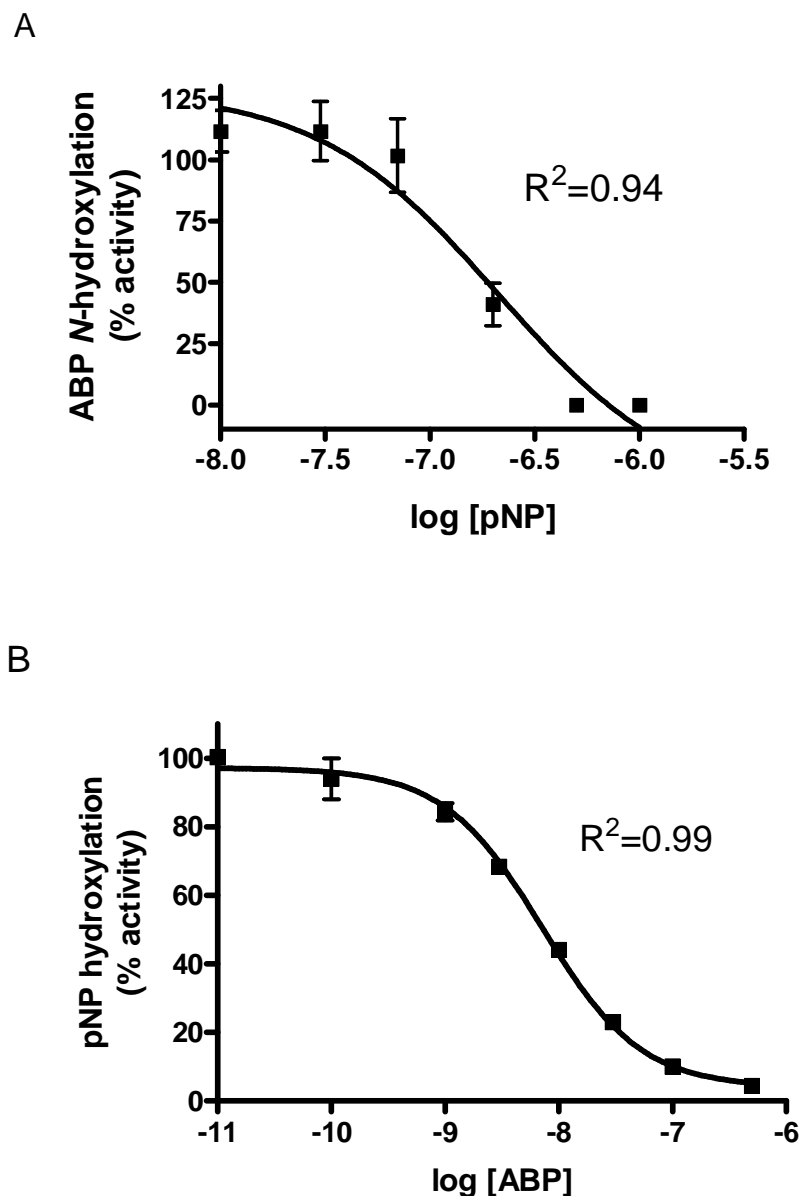 A
ABP N-hydroxylation
(% activity)
125
100
75
50
25
0
R²=0.94
-8.0 -7.5 -7.0 -6.5 -6.0 -5.5
log [pNP]
B
pNP hydroxylation
(% activity)
100
80
60
40
20
0
R²=0.99
-11 -10 -9 -8 -7 -6
log [ABP]